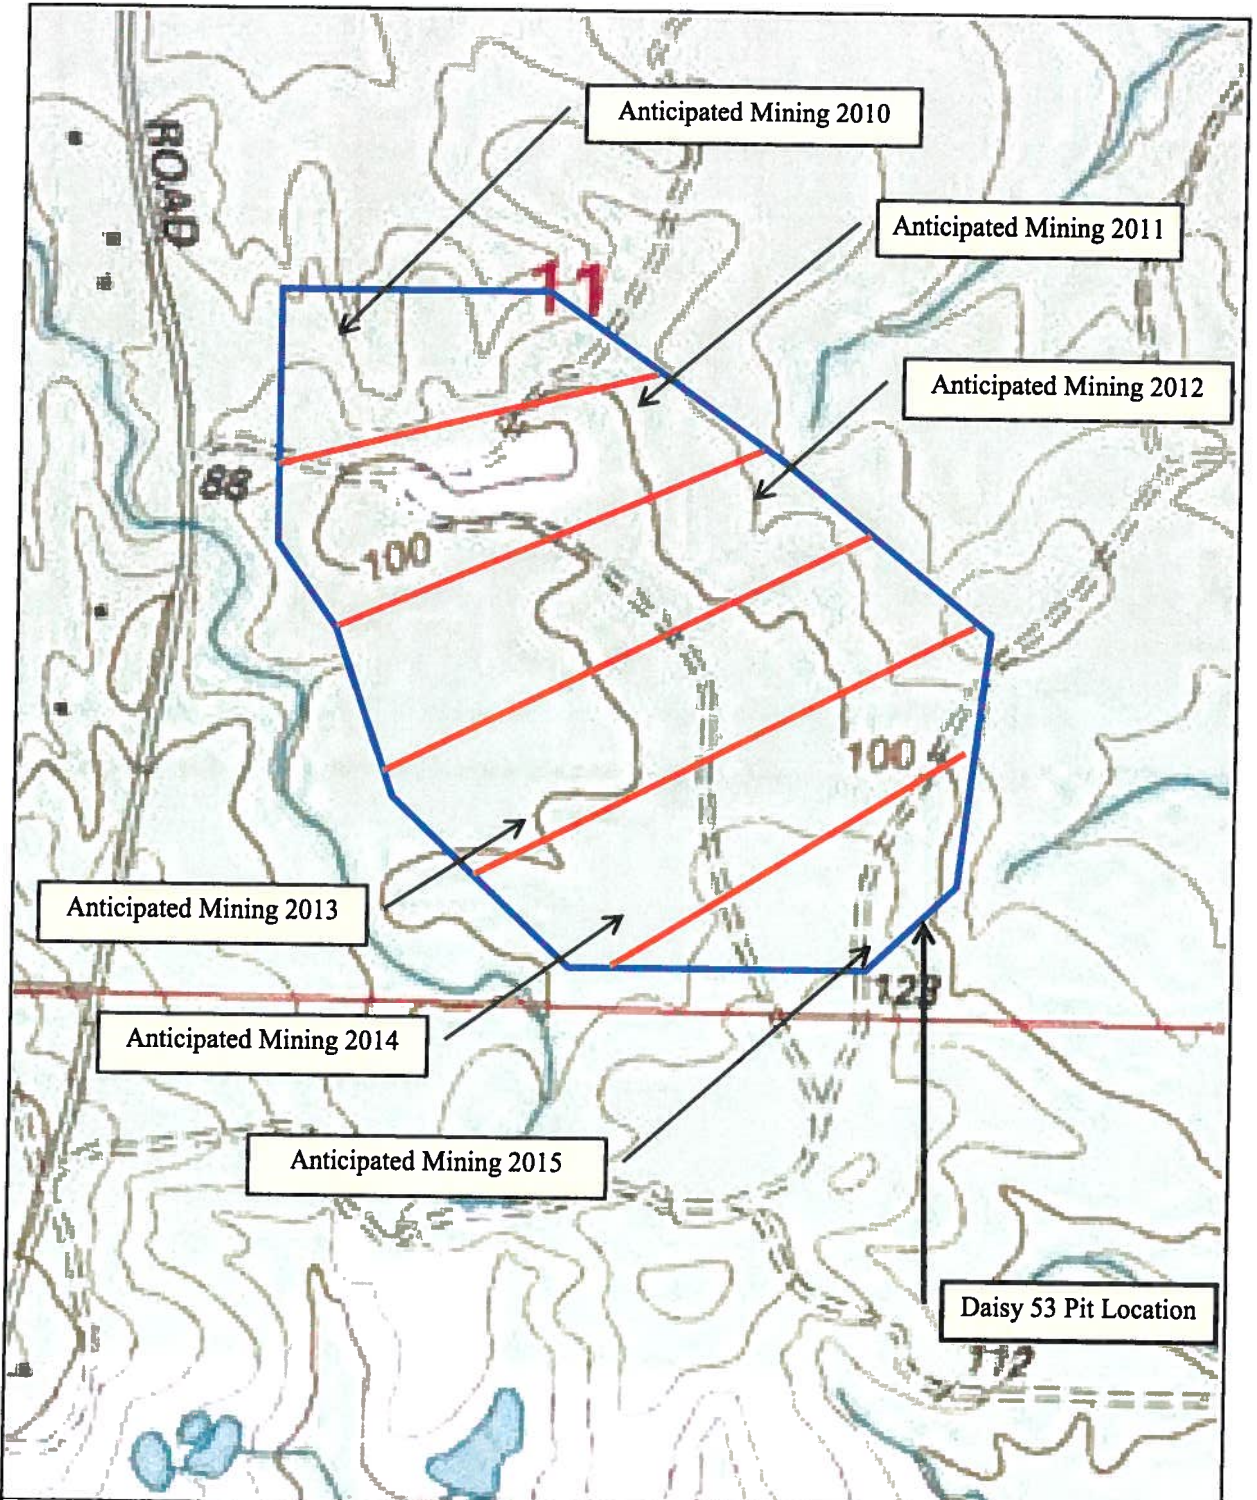 Anticipated Mining 2010
ROAD
Anticipated Mining 2011
11
Anticipated Mining 2012
88
100
100
Anticipated Mining 2013
123
Anticipated Mining 2014
Anticipated Mining 2015
Daisy 53 Pit Location
112